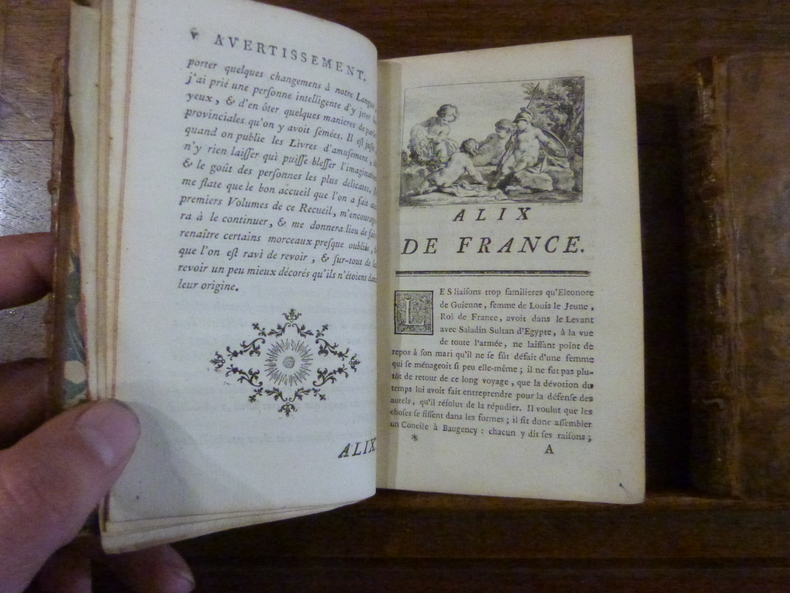 v AVERTISSEMENT.
porter quelques changemens à notre Langue
j'ai prié une personne intelligente d'y jetter
yeux, & d'en ôter quelques manieres de
provinciales qu'on y avoit semées. Il est
quand on publie les Livres d'amusement,
n'y rien laisser qui puisse blesser l'imagination
& le goût des personnes les plus délicates.
me flate que le bon accueil que l'on a fait
premiers Volumes de ce Recueil, m'encourage
ra à le continuer, & me donnera lieu de faire
renaître certains morceaux presque oubliés,
que l'on est ravi de revoir, & sur-tout de
revoir un peu mieux décorés qu'ils n'étoient dans
leur origine.
ALIX
ALIX
DE FRANCE.
LES liaisons trop familieres qu'Eleonore
de Guienne, femme de Louis le Jeune,
Roi de France, avoit dans le Levant
avec Saladin Sultan d'Egypte, à la vue
de toute l'armée, ne laissant point de
repos à son mari qu'il ne se fût défait d'une femme
qui se ménageoit si peu elle-même ; il ne fut pas plu-
tôt de retour de ce long voyage, que la dévotion du
temps lui avoit fait entreprendre pour la défense des
autels, qu'il résolut de la répudier. Il voulut que les
choses se fissent dans les formes ; il fit donc assembler
un Concile à Baugency : chacun y dit ses raisons ;
* A